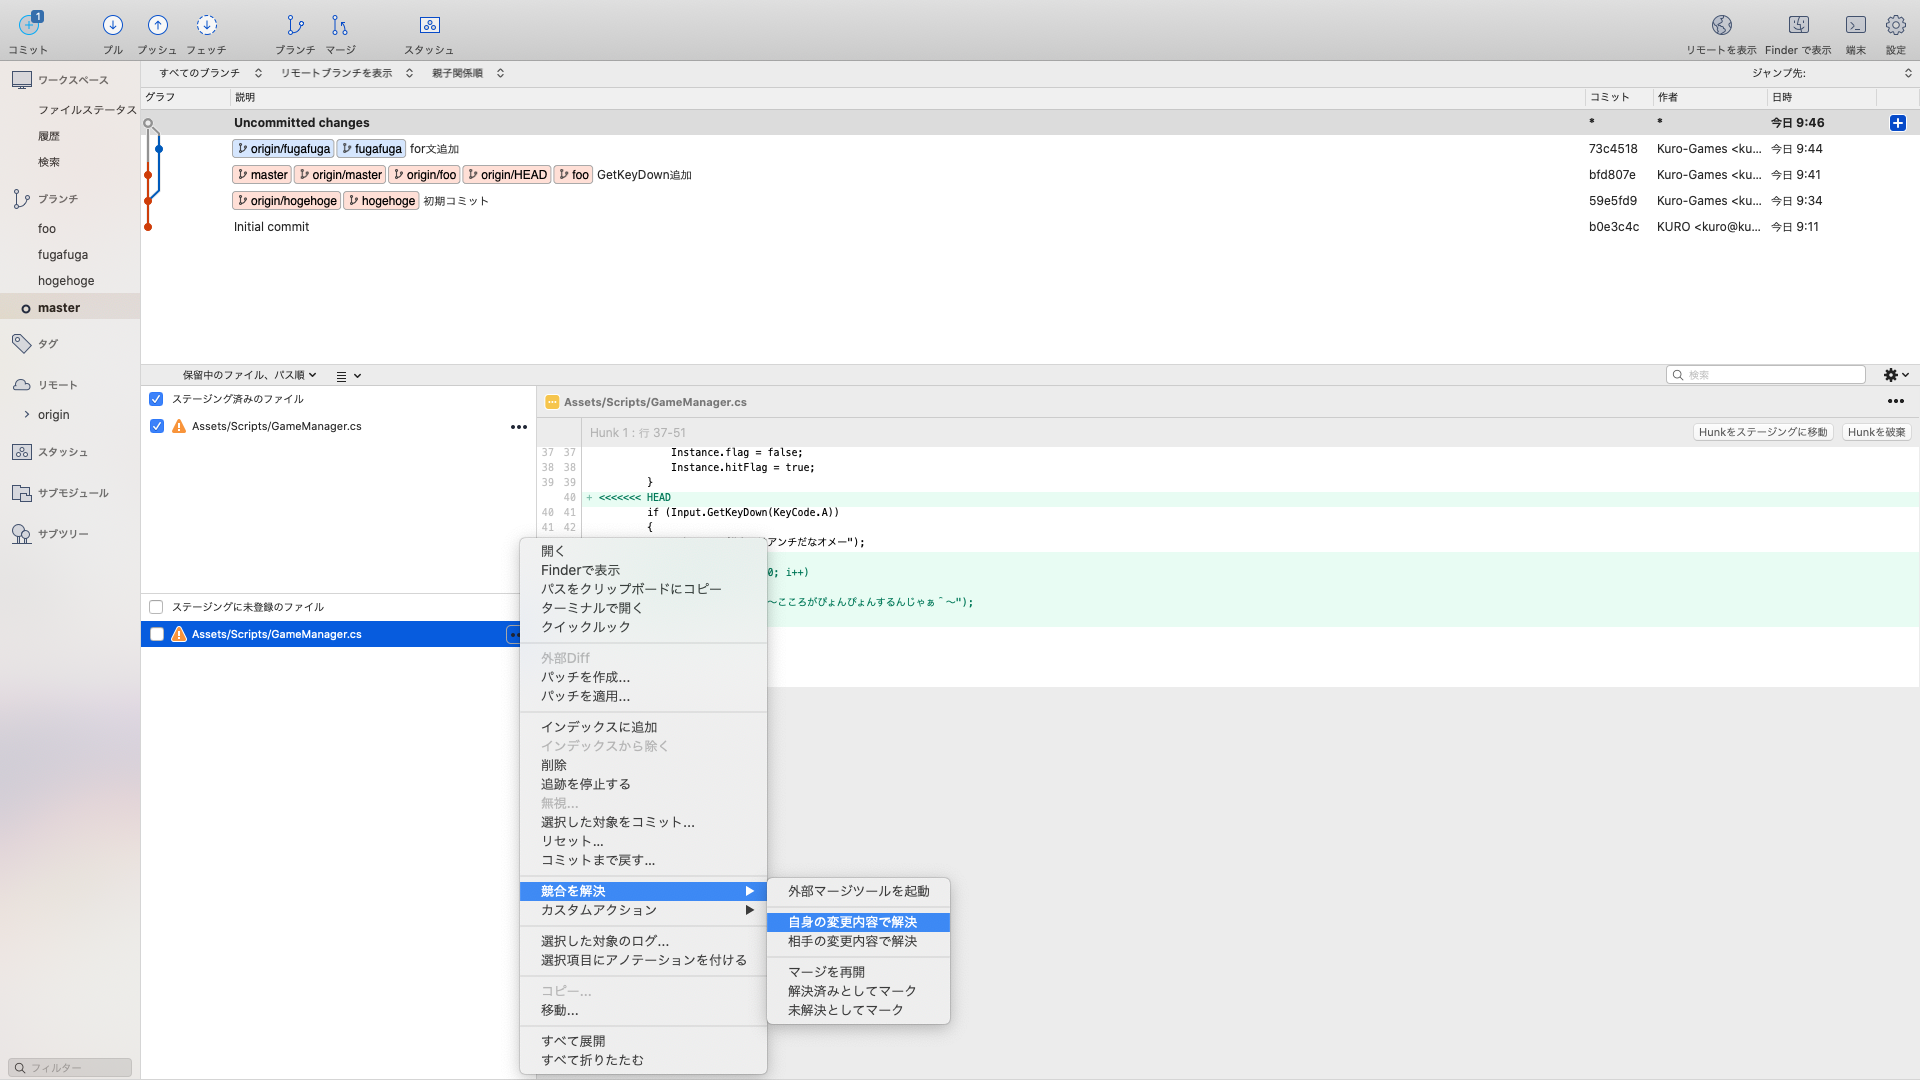 1
コミット プル プッシュ フェッチ ブランチ マージ スタッシュ リモートを表示 Finder で表示 端末 設定
ワークスペース
ファイルステータス
履歴
検索
ブランチ
foo
fugafuga
hogehoge
master
タグ
リモート
origin
スタッシュ
サブモジュール
サブツリー
フィルター
すべてのブランチ リモートブランチを表示 親子関係順 ジャンプ先:
グラフ 説明 コミット 作者 日時
Uncommitted changes * * 今日 9:46
origin/fugafuga fugafuga for文追加 73c4518 Kuro-Games <ku... 今日 9:44
master origin/master origin/foo origin/HEAD foo GetKeyDown追加 bfd807e Kuro-Games <ku... 今日 9:41
origin/hogehoge hogehoge 初期コミット 59e5fd9 Kuro-Games <ku... 今日 9:34
Initial commit b0e3c4c KURO <kuro@ku... 今日 9:11
保留中のファイル、パス順 検索
ステージング済みのファイル
Assets/Scripts/GameManager.cs
ステージングに未登録のファイル
Assets/Scripts/GameManager.cs
Assets/Scripts/GameManager.cs
Hunk 1 : 行 37-51 Hunkをステージングに移動 Hunkを破棄
37 37 Instance.flag = false;
38 38 Instance.hitFlag = true;
39 39 }
40 + <<<<<<< HEAD
40 41 if (Input.GetKeyDown(KeyCode.A))
41 42 {
アンチだなオメー");
0; i++)
〜こころがぴょんぴょんするんじゃぁ＾〜");
開く
Finderで表示
パスをクリップボードにコピー
ターミナルで開く
クイックルック
外部Diff
パッチを作成...
パッチを適用...
インデックスに追加
インデックスから除く
削除
追跡を停止する
無視...
選択した対象をコミット...
リセット...
コミットまで戻す...
競合を解決
カスタムアクション
選択した対象のログ...
選択項目にアノテーションを付ける
コピー...
移動...
すべて展開
すべて折りたたむ
外部マージツールを起動
自身の変更内容で解決
相手の変更内容で解決
マージを再開
解決済みとしてマーク
未解決としてマーク